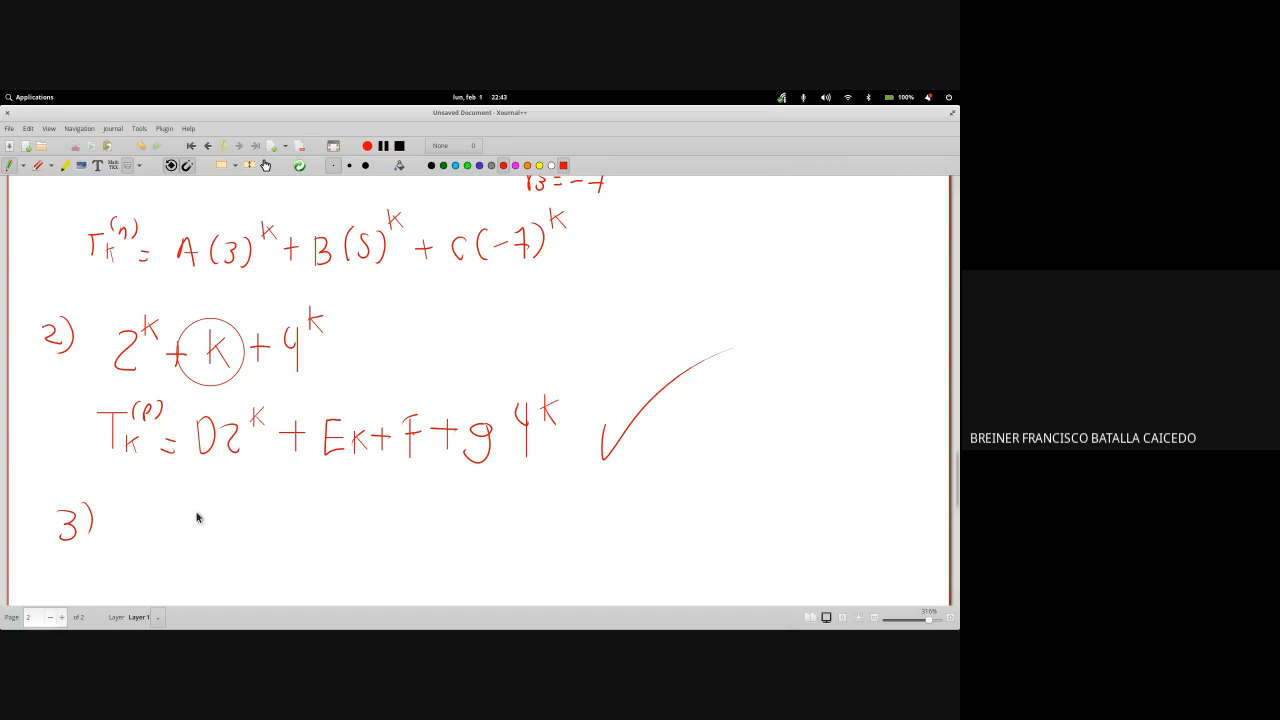 Applications
lun, feb 1 22:43
100%
Unsaved Document - Xournal++
File Edit View Navigation Journal Tools Plugin Help
None 0
r3 = -7
T_K^(n) = A(3)^K + B(5)^K + C(-7)^K
2) 2^K + K + 4^K
T_K^(p) = D2^K + EK + F + g 4^K
3)
Page 2 of 2 Layer Layer 1
316%
BREINER FRANCISCO BATALLA CAICEDO